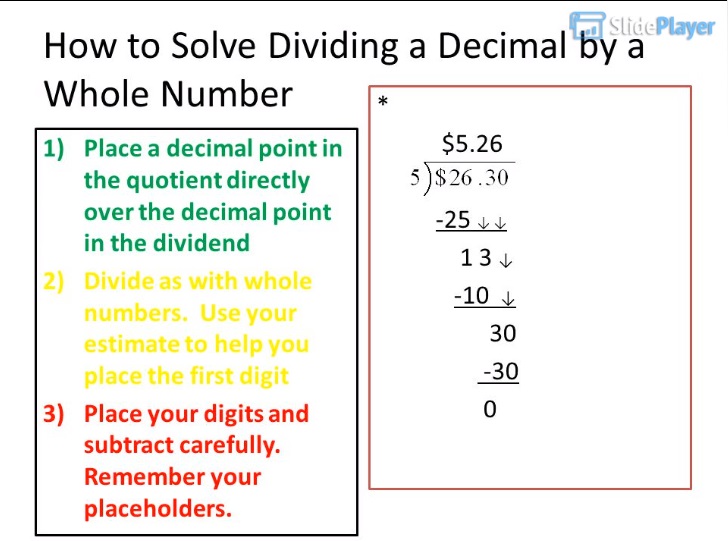 SlidePlayer
How to Solve Dividing a Decimal by a
Whole Number
1) Place a decimal point in
the quotient directly
over the decimal point
in the dividend
2) Divide as with whole
numbers. Use your
estimate to help you
place the first digit
3) Place your digits and
subtract carefully.
Remember your
placeholders.
*
$5.26
5)$26.30
-25 ↓ ↓
1 3 ↓
-10 ↓
30
-30
0